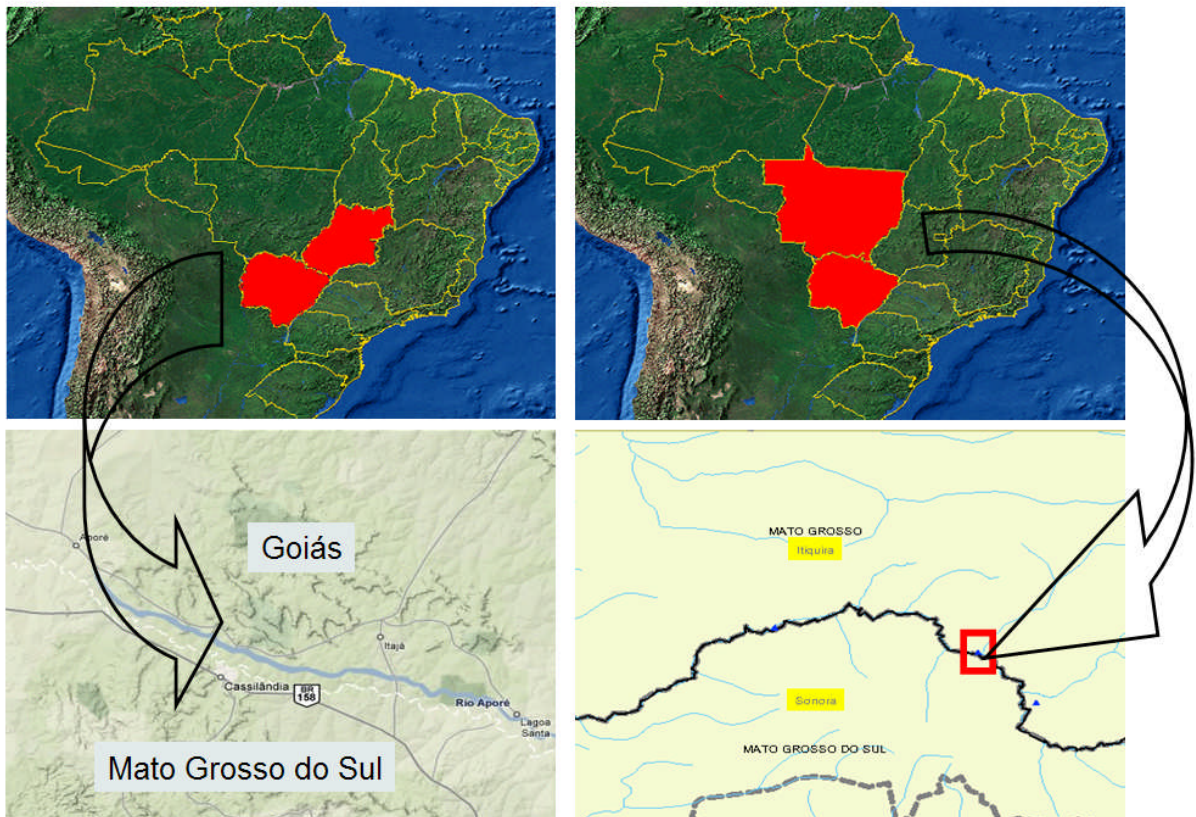 Goiás
Aporé
Itajá
Cassilândia
BR
158
Rio Aporé
Lagoa
Santa
Mato Grosso do Sul
MATO GROSSO
Itiquira
Sonora
MATO GROSSO DO SUL